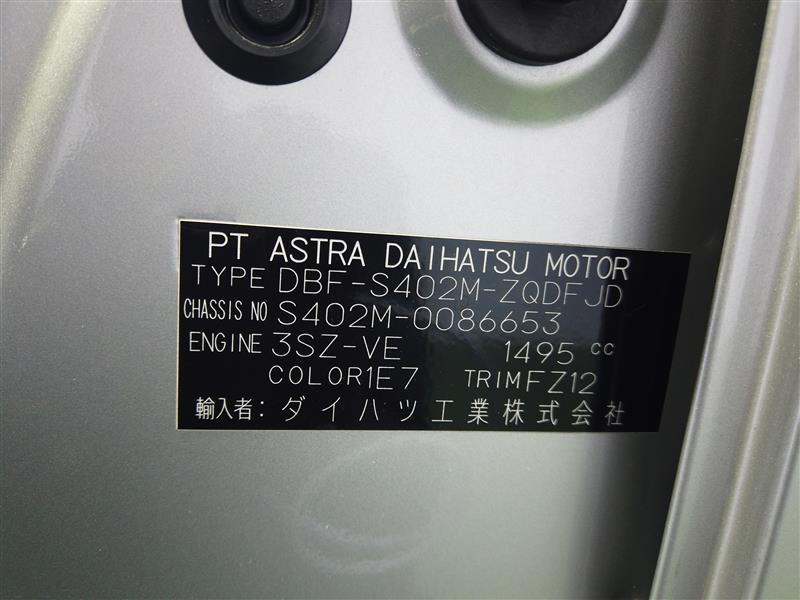 PT ASTRA DAIHATSU MOTOR
TYPE DBF-S402M-ZQDFJD
CHASSIS NO S402M-0086653
ENGINE 3SZ-VE 1495 cc
COLOR 1E7 TRIM FZ12
輸入者: ダイハツ工業株式会社